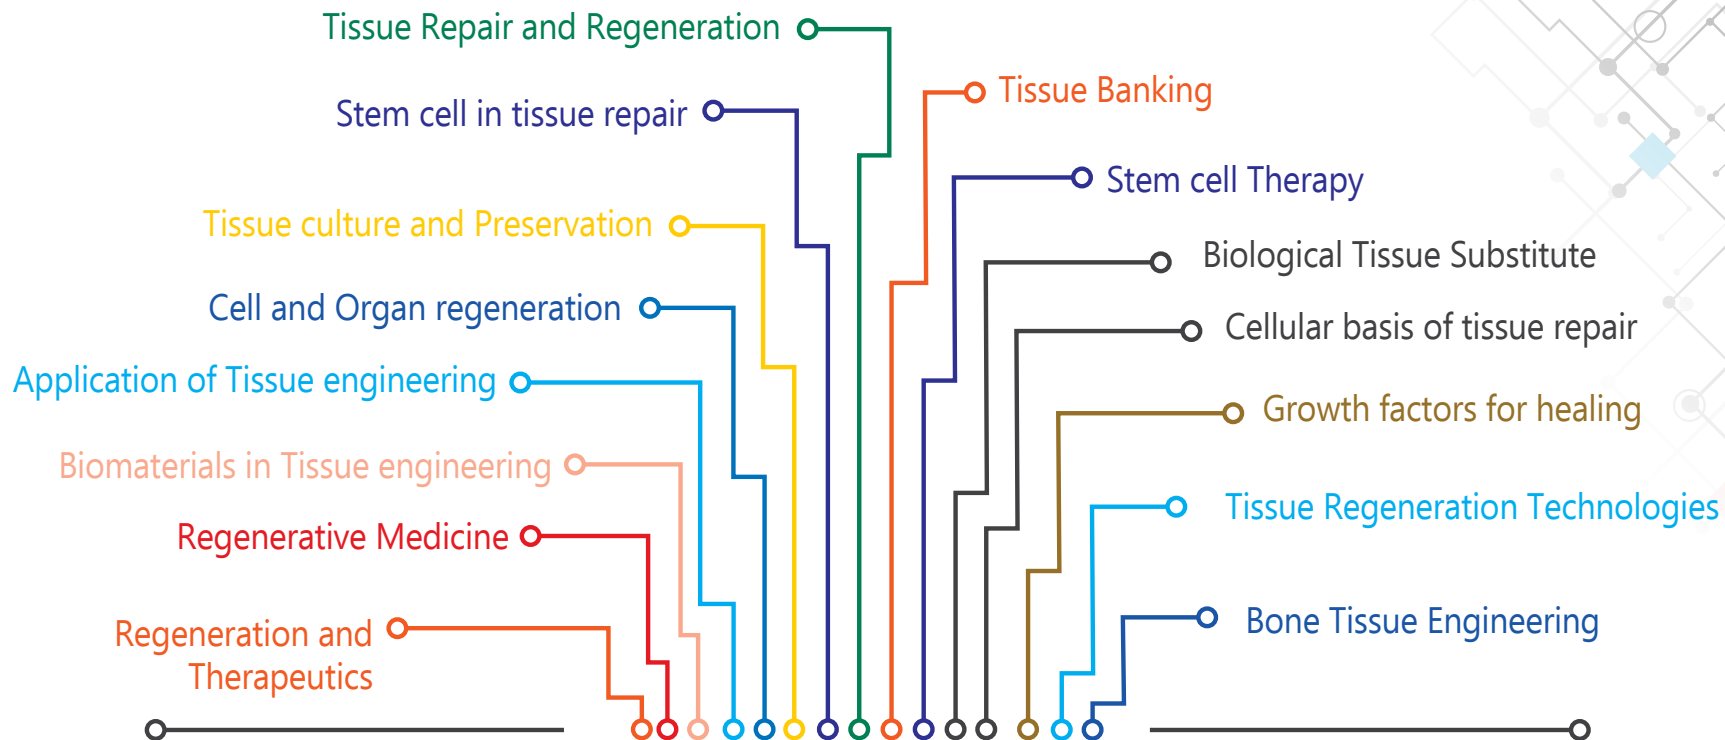 Tissue Repair and Regeneration
Stem cell in tissue repair
Tissue culture and Preservation
Cell and Organ regeneration
Application of Tissue engineering
Biomaterials in Tissue engineering
Regenerative Medicine
Regeneration and
Therapeutics
Tissue Banking
Stem cell Therapy
Biological Tissue Substitute
Cellular basis of tissue repair
Growth factors for healing
Tissue Regeneration Technologies
Bone Tissue Engineering